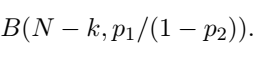 B(N − k, p₁/(1 − p₂)).